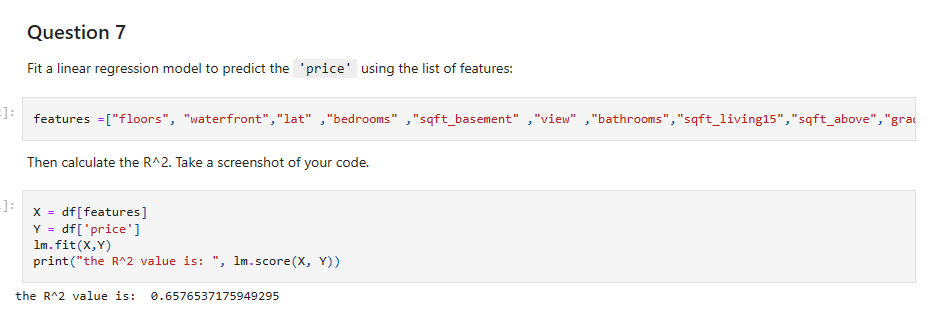 Question 7
Fit a linear regression model to predict the 'price' using the list of features:
]:
features =["floors", "waterfront","lat" ,"bedrooms" ,"sqft_basement" ,"view" ,"bathrooms","sqft_living15","sqft_above","grad
Then calculate the R^2. Take a screenshot of your code.
]:
X = df[features]
Y = df['price']
lm.fit(X,Y)
print("the R^2 value is: ", lm.score(X, Y))
the R^2 value is:  0.6576537175949295